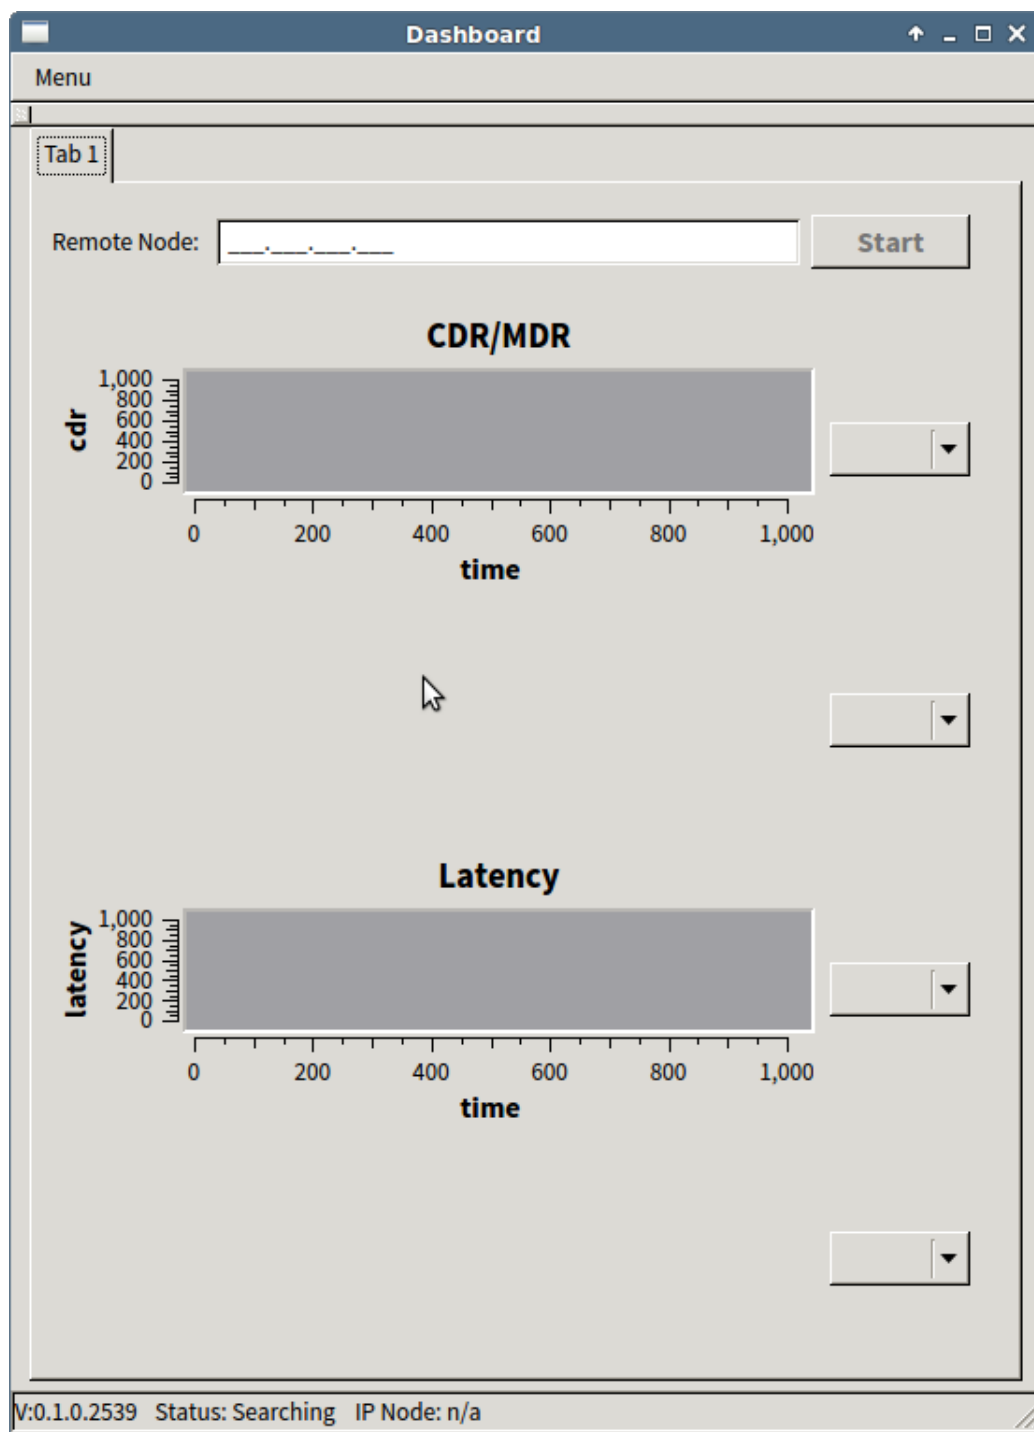 Dashboard
Menu
Tab 1
Remote Node: ___.___.___.___ Start
CDR/MDR
cdr
1,000
800
600
400
200
0
0 200 400 600 800 1,000
time
Latency
latency
1,000
800
600
400
200
0
0 200 400 600 800 1,000
time
V:0.1.0.2539 Status: Searching IP Node: n/a